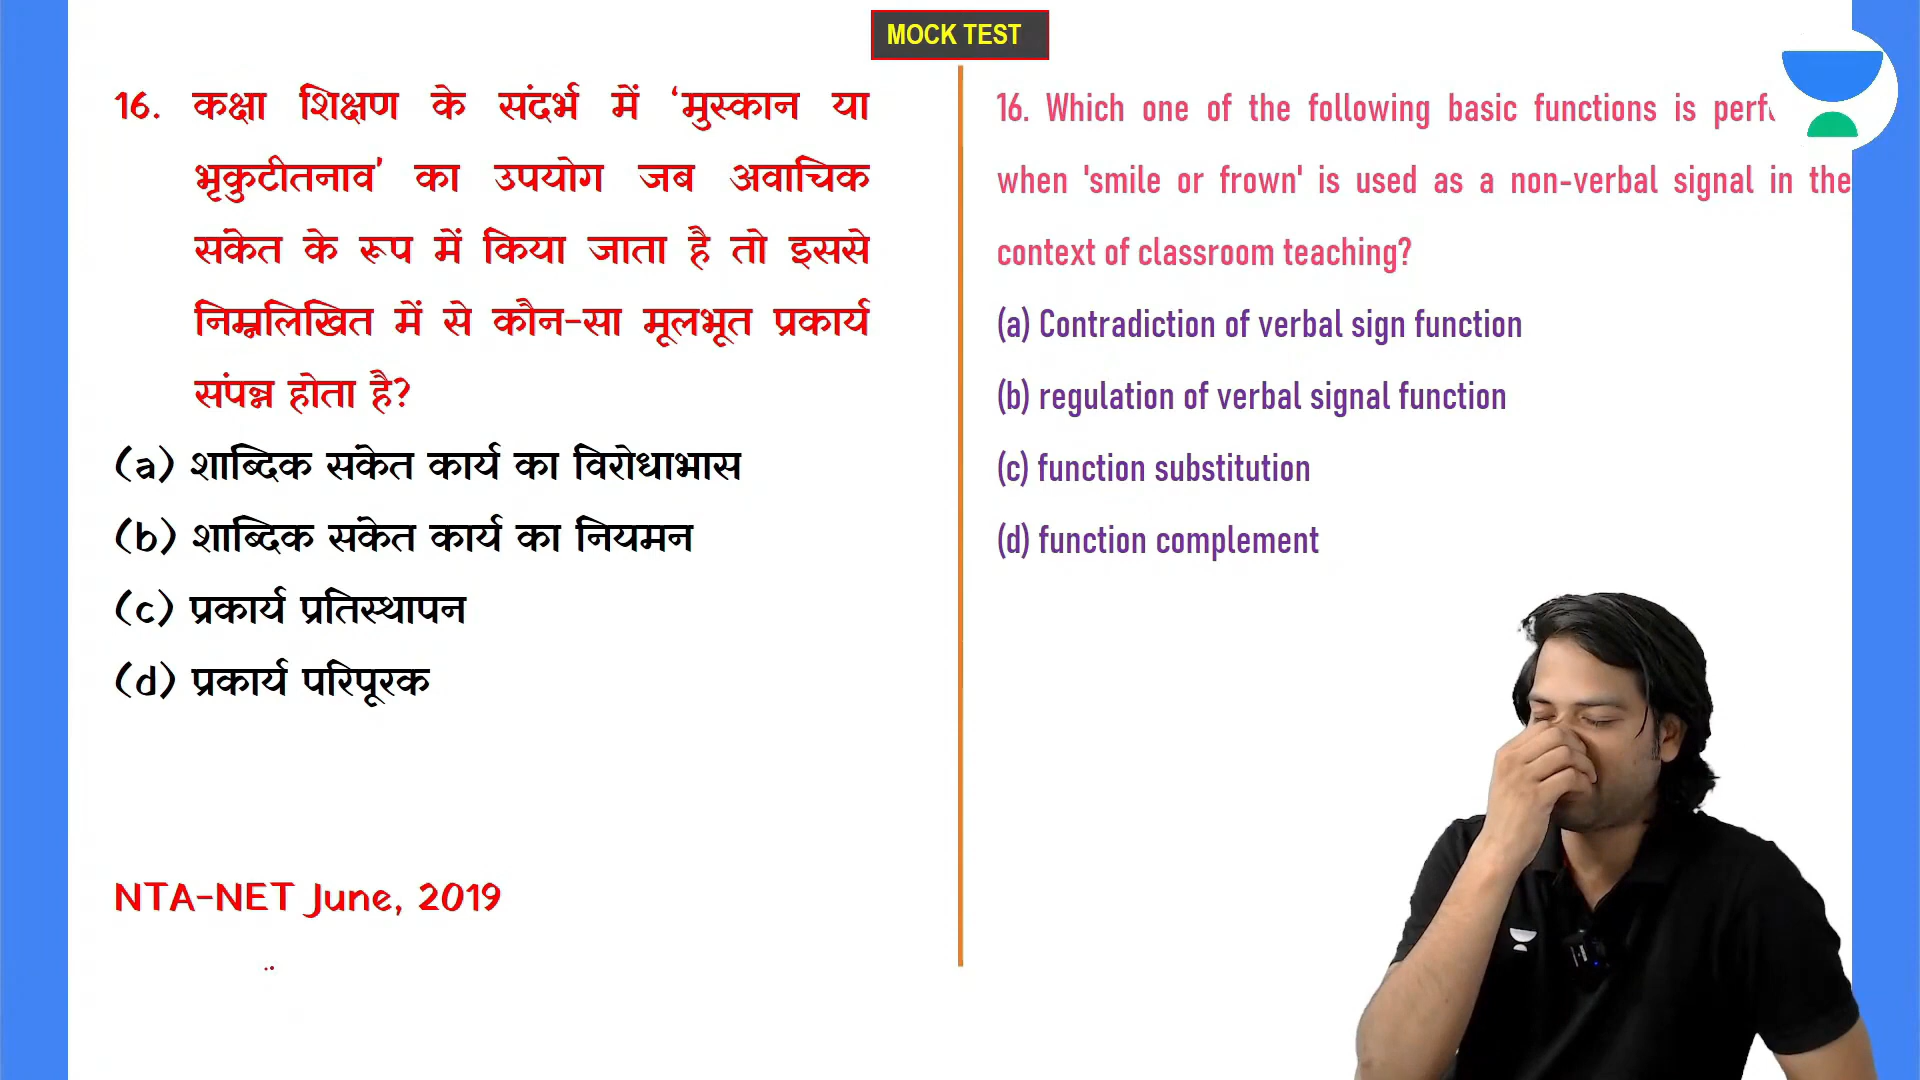 MOCK TEST
16. कक्षा शिक्षण के संदर्भ में ‘मुस्कान या
भृकुटीतनाव’ का उपयोग जब अवाचिक
संकेत के रूप में किया जाता है तो इससे
निम्नलिखित में से कौन-सा मूलभूत प्रकार्य
संपन्न होता है?
(a) शाब्दिक संकेत कार्य का विरोधाभास
(b) शाब्दिक संकेत कार्य का नियमन
(c) प्रकार्य प्रतिस्थापन
(d) प्रकार्य परिपूरक
NTA-NET June, 2019
16. Which one of the following basic functions is
when 'smile or frown' is used as a non-verbal signal in the
context of classroom teaching?
(a) Contradiction of verbal sign function
(b) regulation of verbal signal function
(c) function substitution
(d) function complement